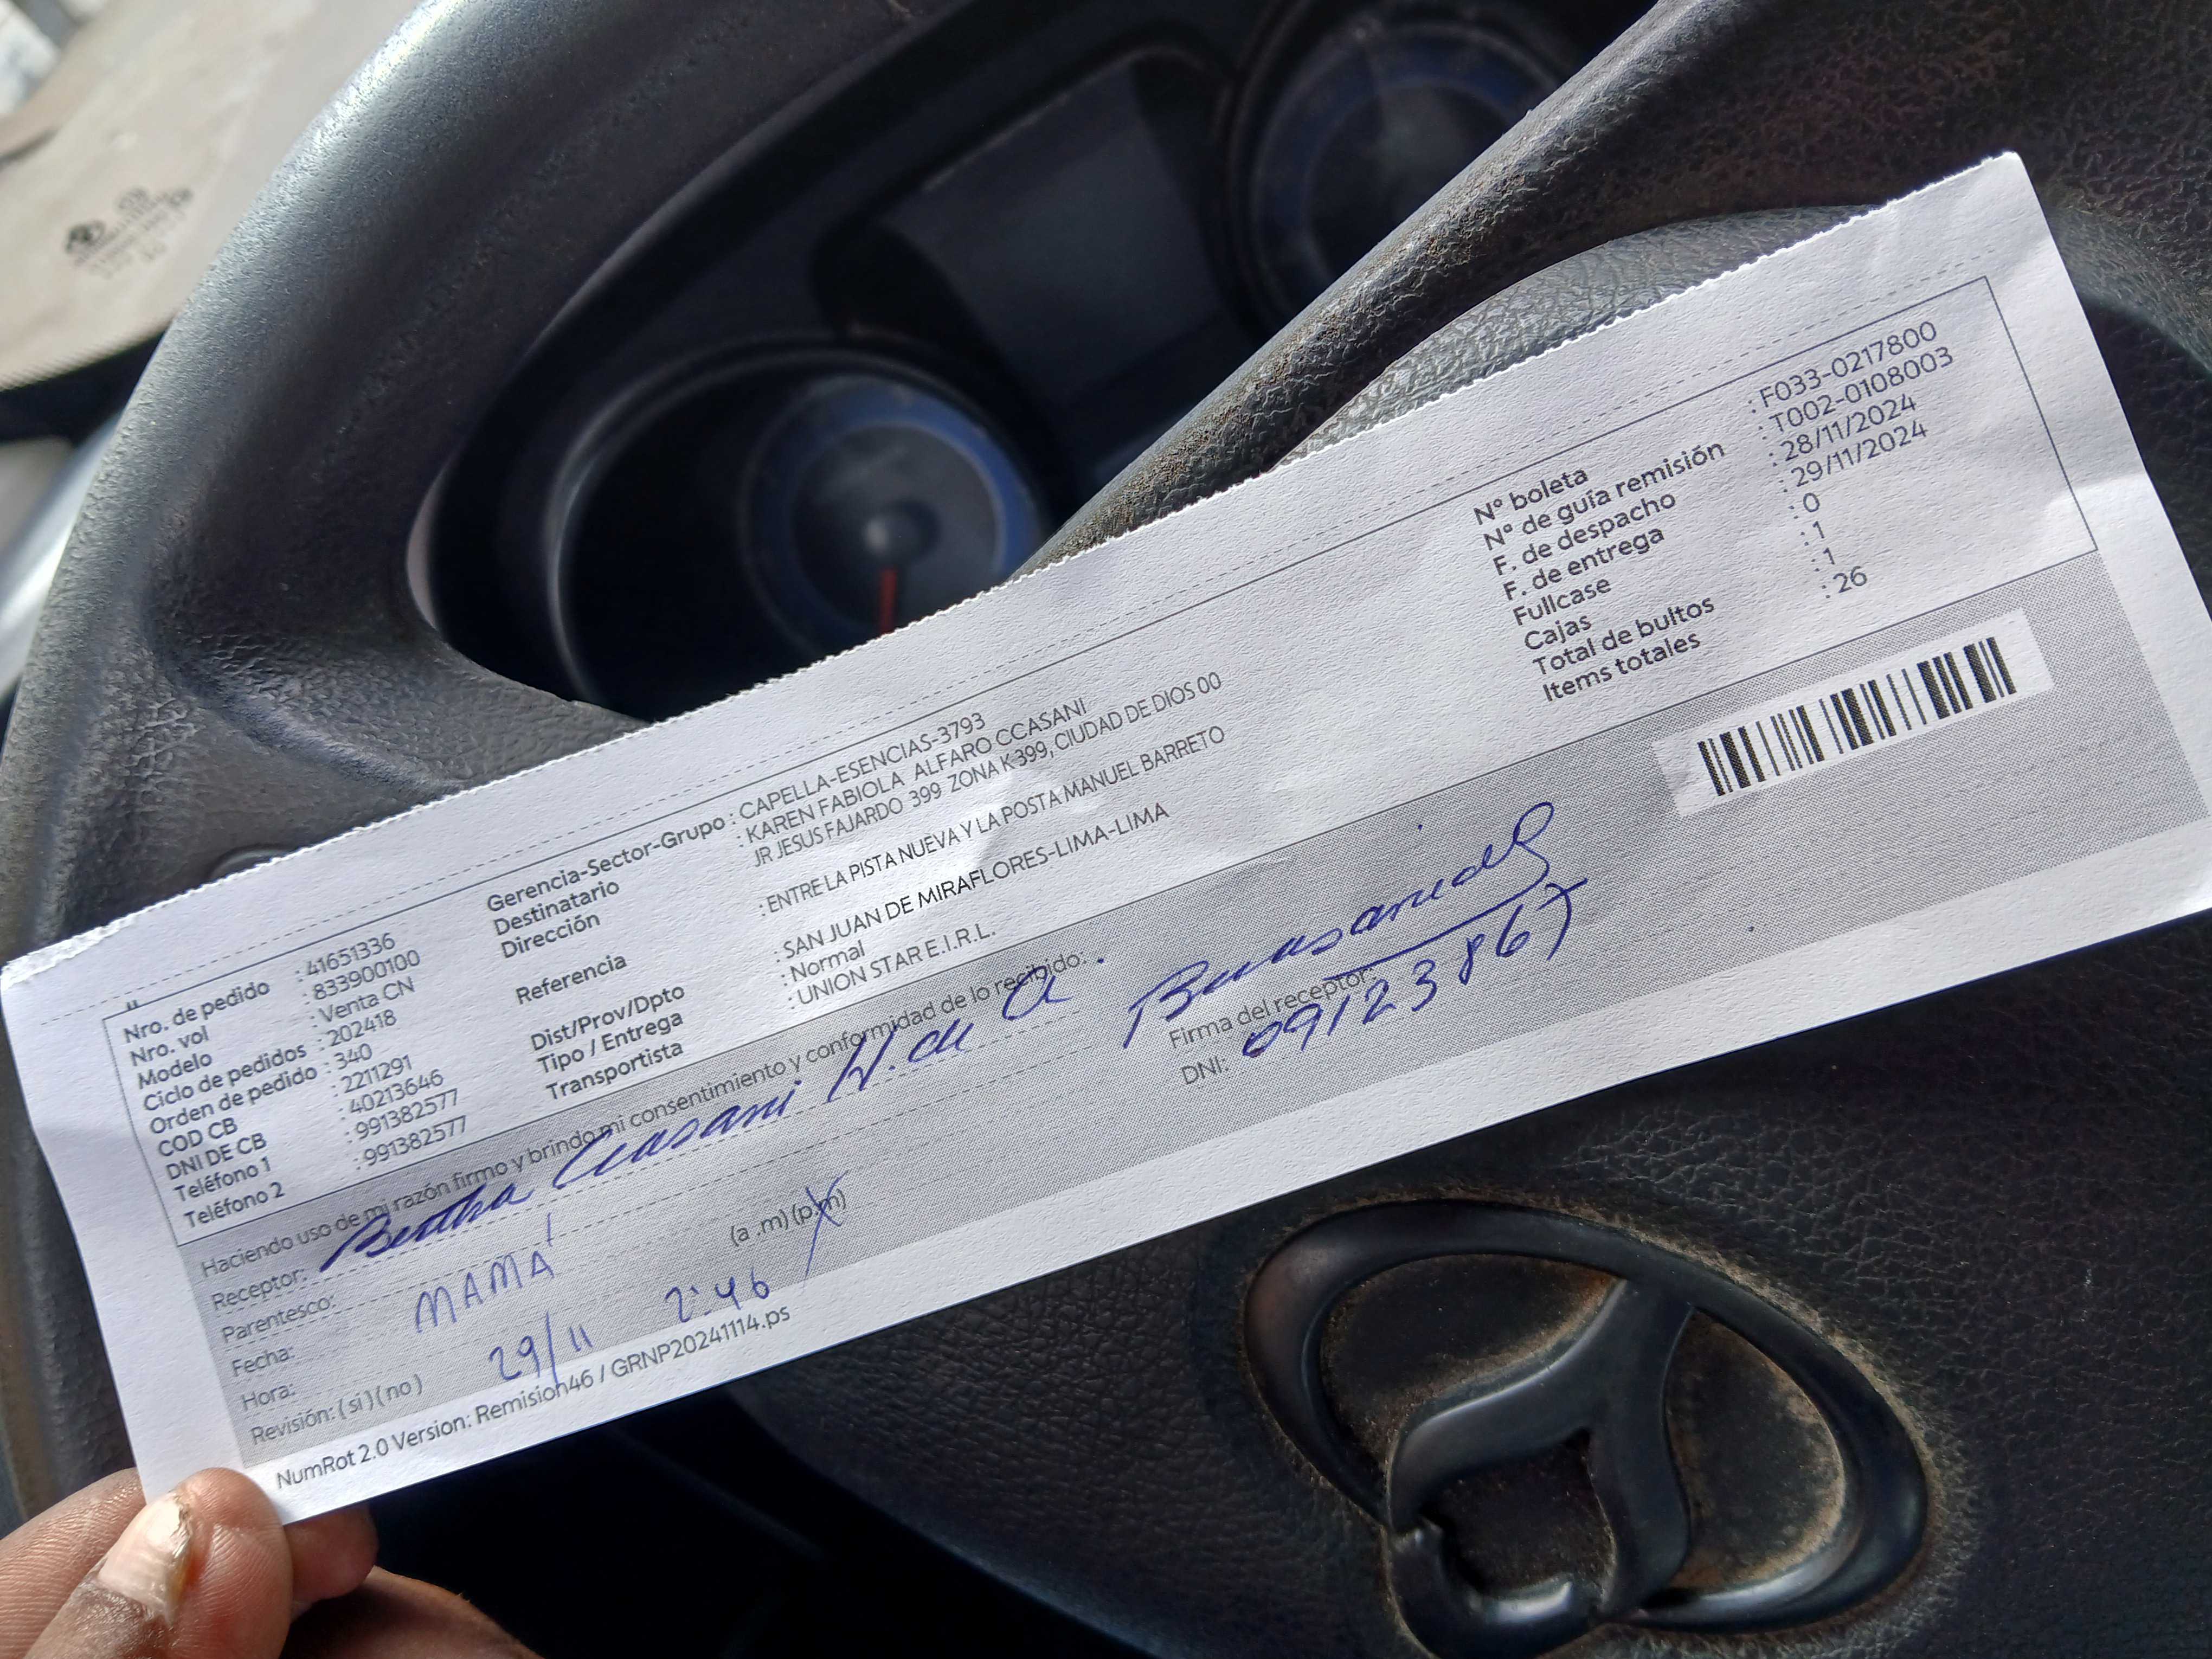 Nro. de pedido : 41651336
Nro. vol : 833900100
Modelo : Venta CN
Ciclo de pedidos : 202418
Orden de pedido : 340
COD CB : 2211291
DNI DE CB : 40213646
Teléfono 1 : 991382577
Teléfono 2 : 991382577
Gerencia-Sector-Grupo : CAPELLA-ESENCIAS-3793
Destinatario : KAREN FABIOLA ALFARO CCASANI
Dirección JR JESUS FAJARDO 399 ZONA K 399, CIUDAD DE DIOS 00
Referencia : ENTRE LA PISTA NUEVA Y LA POSTA MANUEL BARRETO
Dist/Prov/Dpto : SAN JUAN DE MIRAFLORES-LIMA-LIMA
Tipo / Entrega : Normal
Transportista : UNION STAR E.I.R.L.
N° boleta : F033-0217800
N° de guía remisión : T002-0108003
F. de despacho : 28/11/2024
F. de entrega : 29/11/2024
Fullcase : 0
Cajas : 1
Total de bultos : 1
Items totales : 26
Haciendo uso de mi razón firmo y brindo mi consentimiento y conformidad de lo recibido:
Receptor: Bertha Ccasani H. de A.
Parentesco: MAMÁ
Fecha: 29/11
Hora: 2:46 (a .m) (p.m)
Revisión: (si) (no)
Firma del receptor:
DNI: 09123867
NumRot 2.0 Version: Remision46 / GRNP20241114.ps